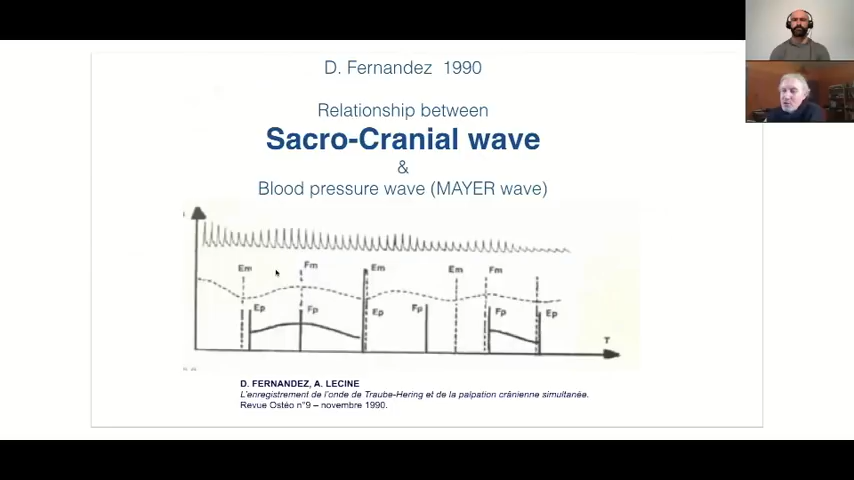 D. Fernandez 1990
Relationship between
Sacro-Cranial wave
&
Blood pressure wave (MAYER wave)
Em Fm Em Em Fm
Ep Fp Ep Fp Fp Ep
T
D. FERNANDEZ, A. LECINE
L'enregistrement de l'onde de Traube-Hering et de la palpation crânienne simultanée.
Revue Ostéo n°9 – novembre 1990.